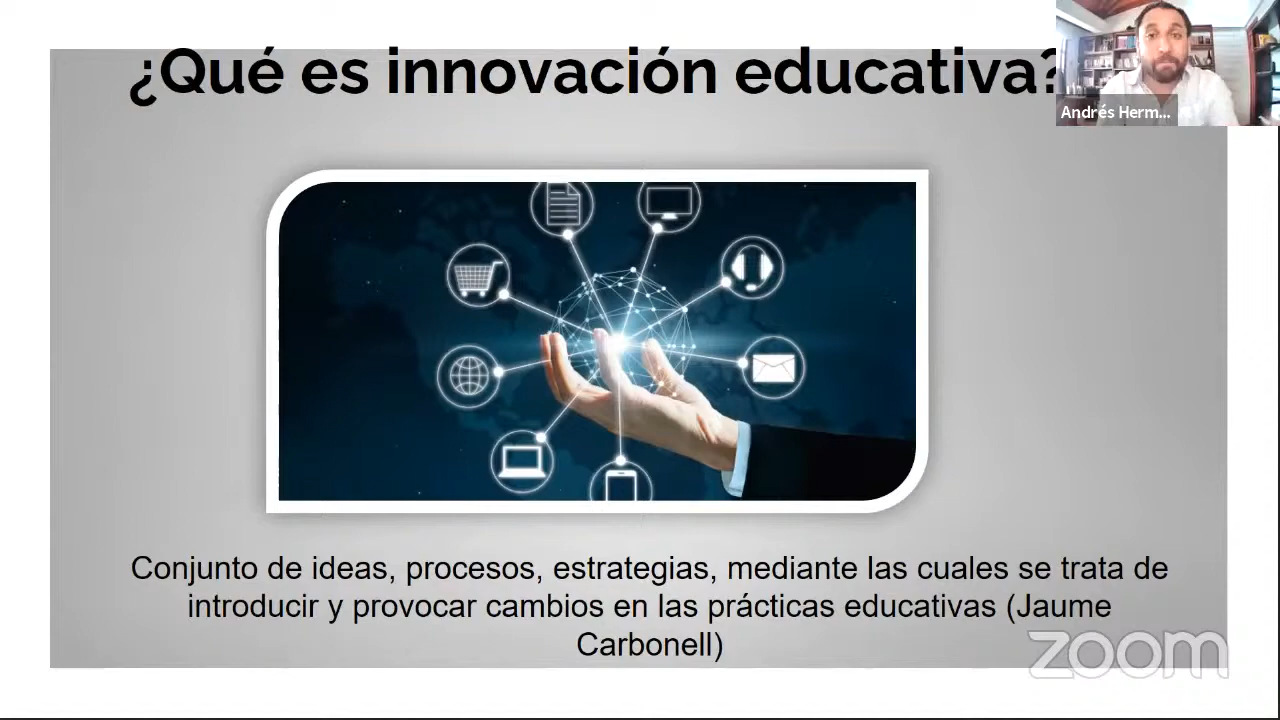 ¿Qué es innovación educativa?
Andrés Herm...
Conjunto de ideas, procesos, estrategias, mediante las cuales se trata de
introducir y provocar cambios en las prácticas educativas (Jaume
Carbonell)
zoom